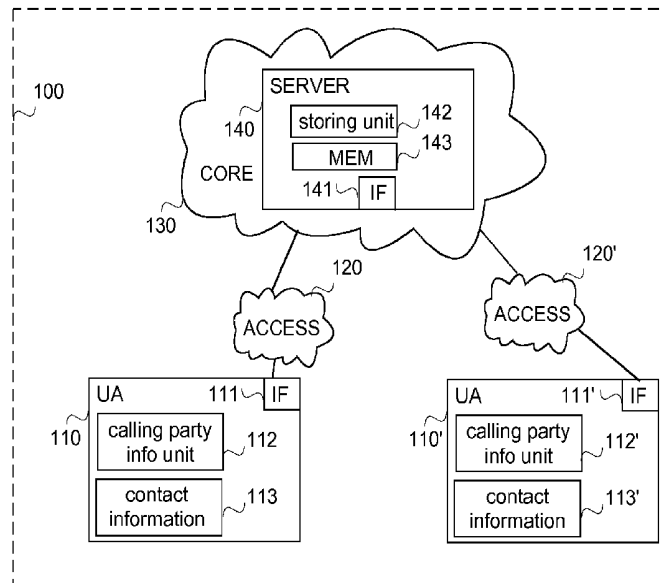 100
SERVER
140
storing unit
142
MEM
143
CORE
141
IF
130
120
120'
ACCESS
ACCESS
UA
111
IF
110
calling party
info unit
112
contact
information
113
UA
111'
IF
110'
calling party
info unit
112'
contact
information
113'